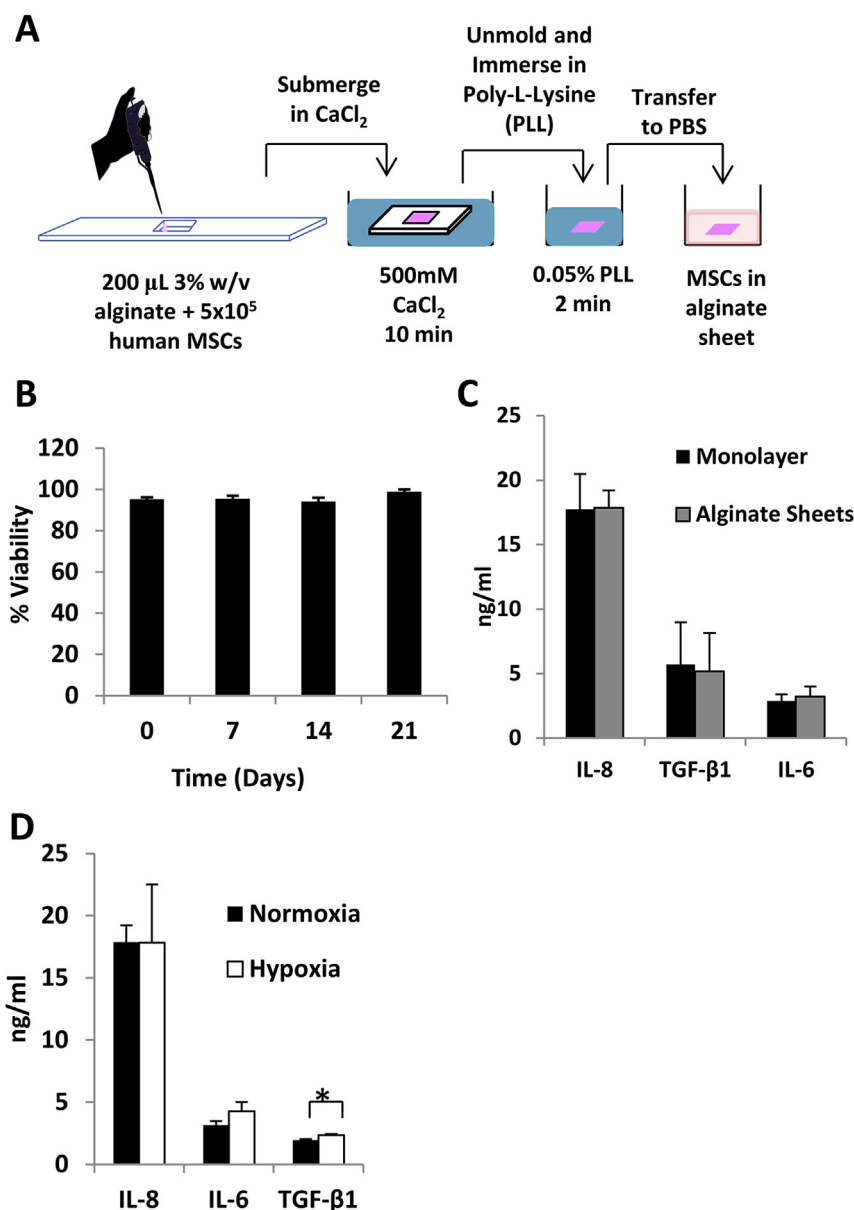 A
Submerge
in CaCl₂
Unmold and
Immerse in
Poly-L-Lysine
(PLL)
Transfer
to PBS
200 µL 3% w/v
alginate + 5x10⁵
human MSCs
500mM
CaCl₂
10 min
0.05% PLL
2 min
MSCs in
alginate
sheet
B
% Viability
120
100
80
60
40
20
0
0 7 14 21
Time (Days)
C
ng/ml
25
20
15
10
5
0
Monolayer
Alginate Sheets
IL-8 TGF-β1 IL-6
D
ng/ml
25
20
15
10
5
0
Normoxia
Hypoxia
*
IL-8 IL-6 TGF-β1